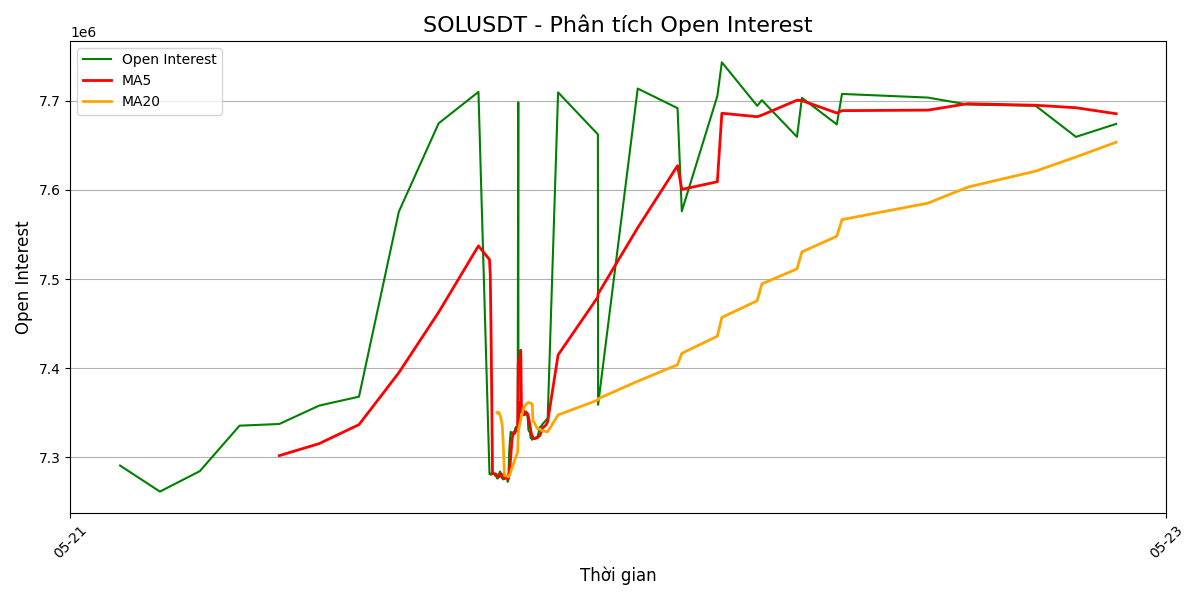 SOLUSDT - Phân tích Open Interest
1e6
Open Interest
MA5
MA20
7.7
7.6
7.5
7.4
7.3
Open Interest
05-21
05-23
Thời gian